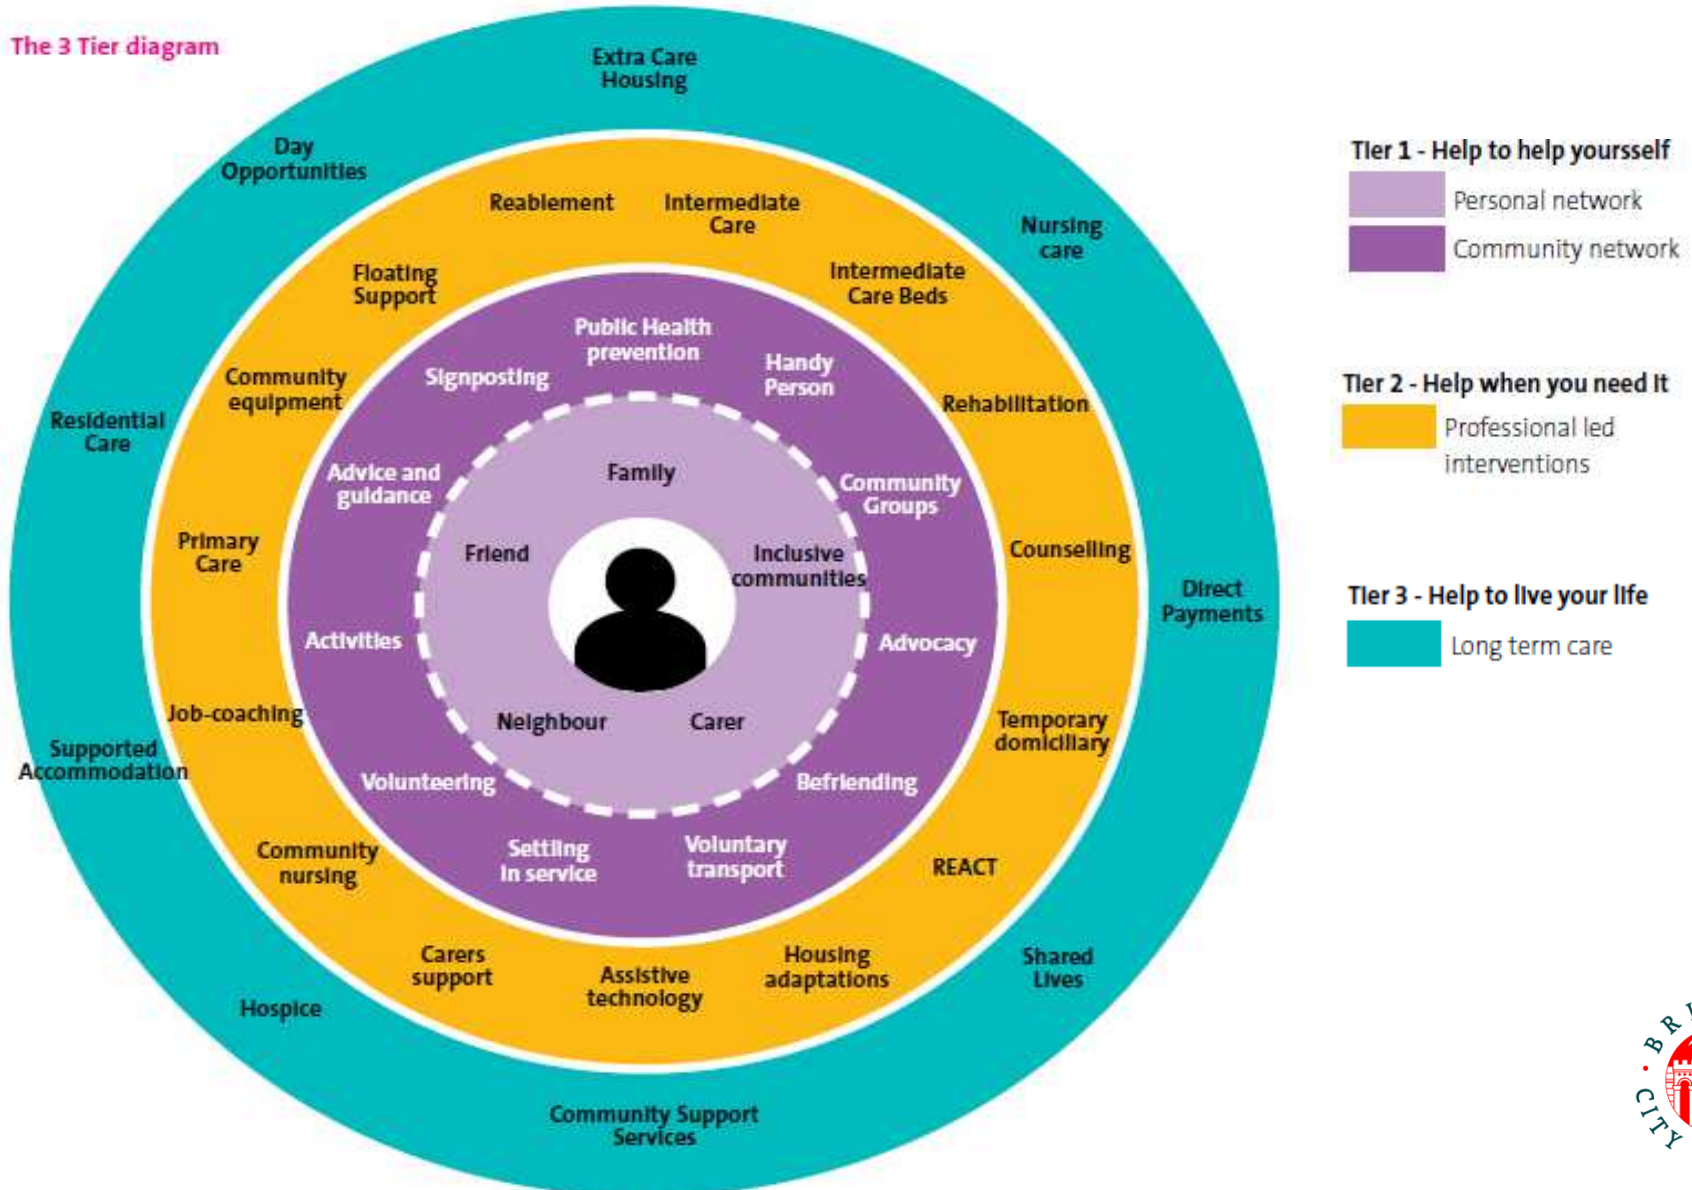 The 3 Tier diagram
Extra Care
Housing
Day
Opportunities
Nursing
care
Residential
Care
Direct
Payments
Supported
Accommodation
Shared
Lives
Hospice
Community Support
Services
Reablement
Intermediate
Care
Floating
Support
Intermediate
Care Beds
Community
equipment
Rehabilitation
Primary
Care
Counselling
Job-coaching
Temporary
domiciliary
Community
nursing
REACT
Carers
support
Assistive
technology
Housing
adaptations
Public Health
prevention
Signposting
Handy
Person
Advice and
guidance
Community
Groups
Activities
Advocacy
Volunteering
Befriending
Settling
In service
Voluntary
transport
Family
Friend
Inclusive
communities
Neighbour
Carer
Tier 1 - Help to help yoursself
Personal network
Community network
Tier 2 - Help when you need it
Professional led
interventions
Tier 3 - Help to live your life
Long term care
CITY